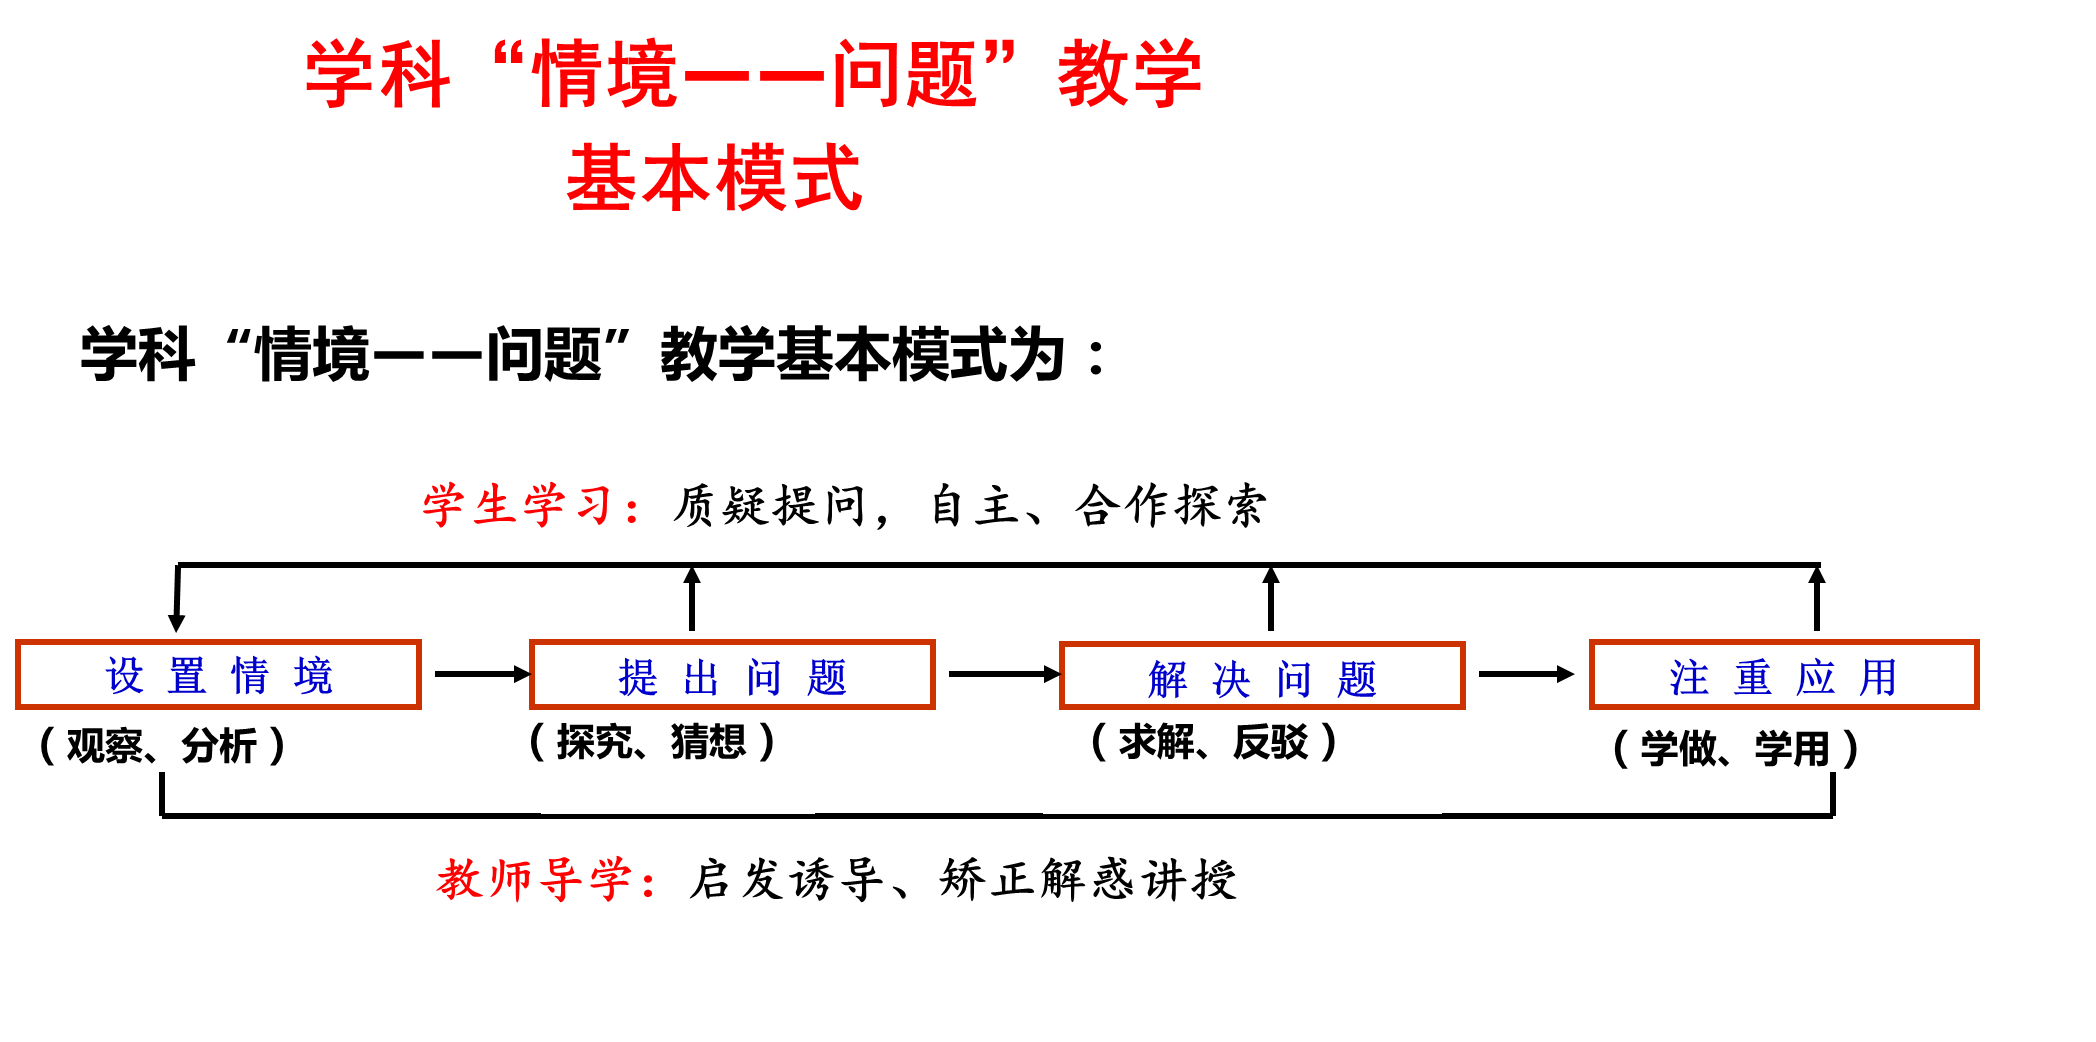 学科“情境——问题”教学
基本模式
学科“情境——问题”教学基本模式为：
学生学习：质疑提问，自主、合作探索
设置情境 提出问题 解决问题 注重应用
（观察、分析） （探究、猜想） （求解、反驳） （学做、学用）
教师导学：启发诱导、矫正解惑讲授